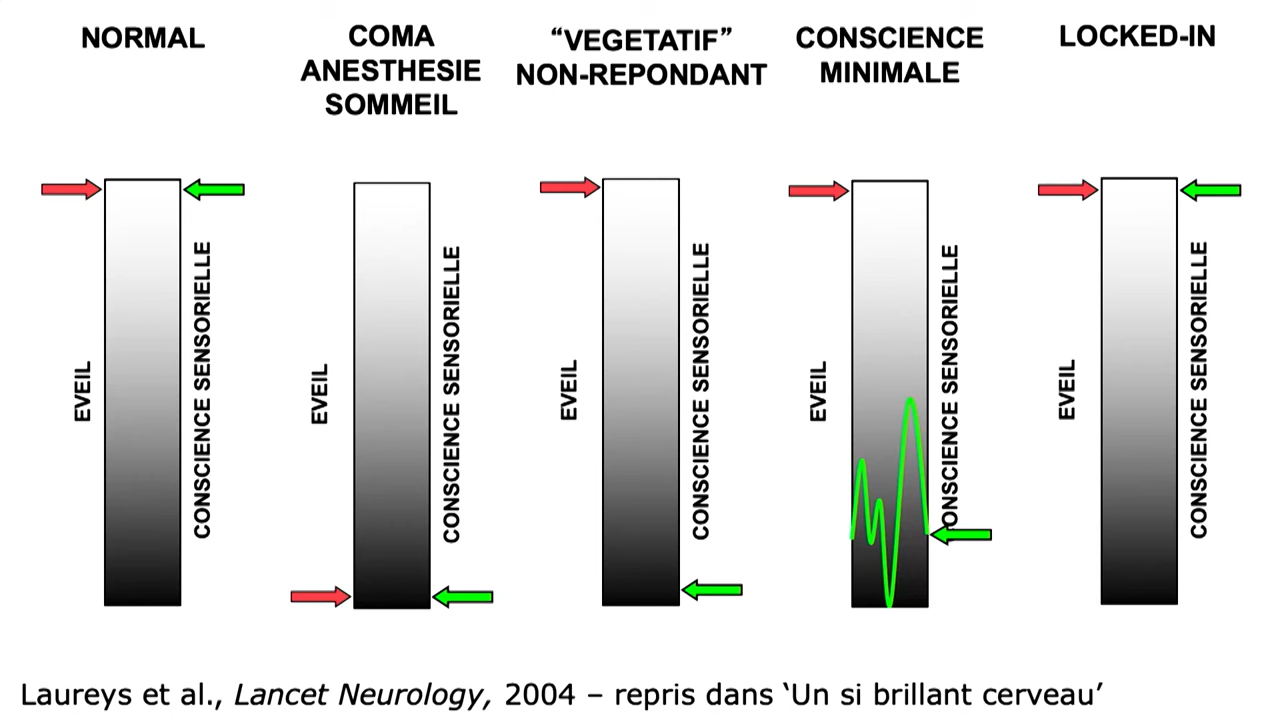 NORMAL
COMA
ANESTHESIE
SOMMEIL
“VEGETATIF”
NON-REPONDANT
CONSCIENCE
MINIMALE
LOCKED-IN
EVEIL
CONSCIENCE SENSORIELLE
EVEIL
CONSCIENCE SENSORIELLE
EVEIL
CONSCIENCE SENSORIELLE
EVEIL
CONSCIENCE SENSORIELLE
EVEIL
CONSCIENCE SENSORIELLE
Laureys et al., Lancet Neurology, 2004 – repris dans ‘Un si brillant cerveau’